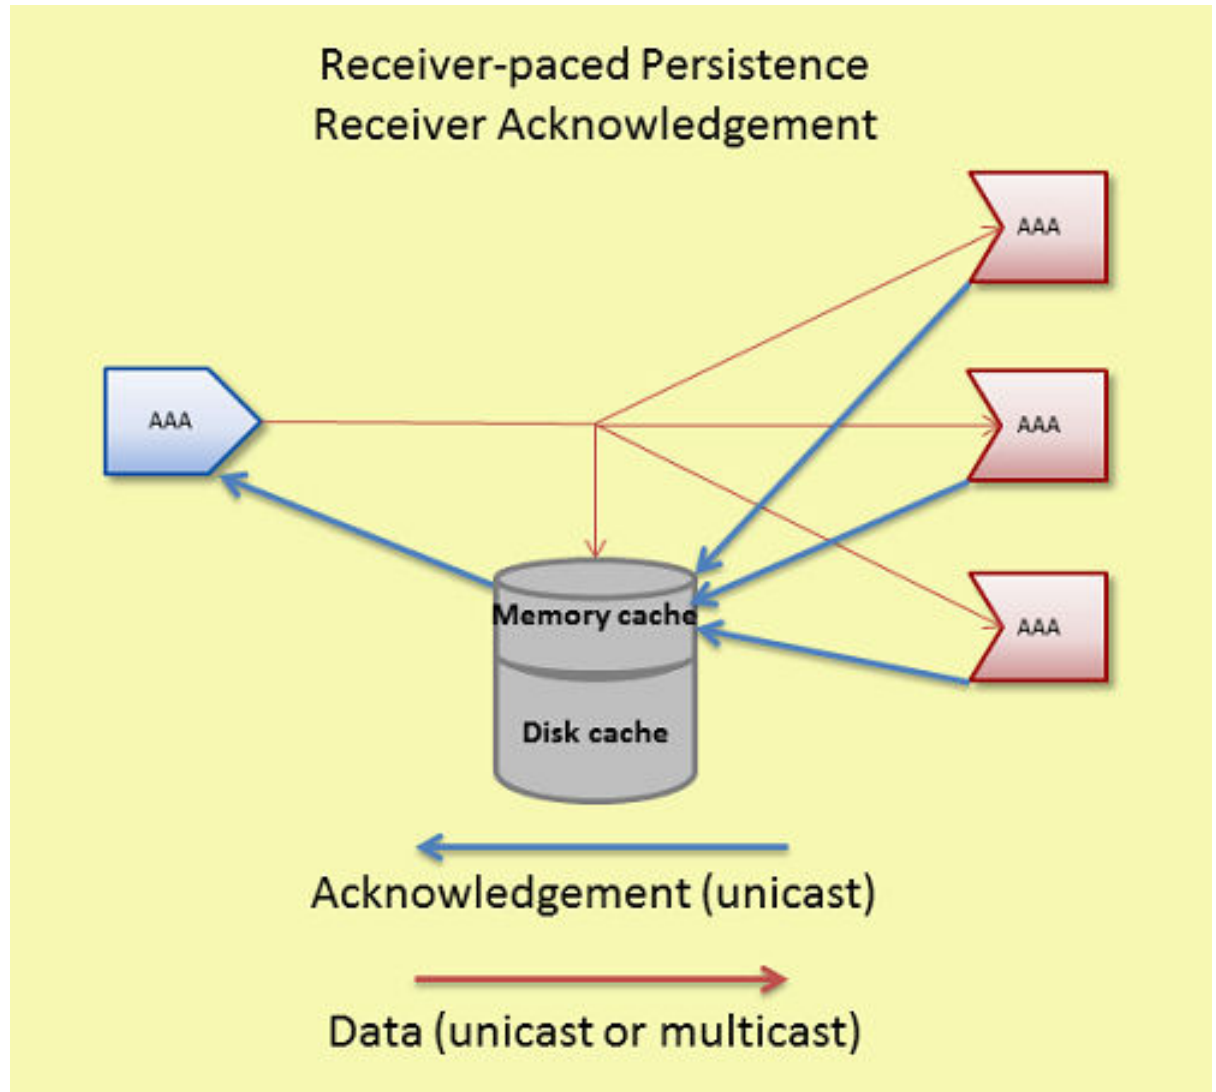 Receiver-paced Persistence
Receiver Acknowledgement
AAA
AAA
AAA
AAA
Memory cache
Disk cache
Acknowledgement (unicast)
Data (unicast or multicast)